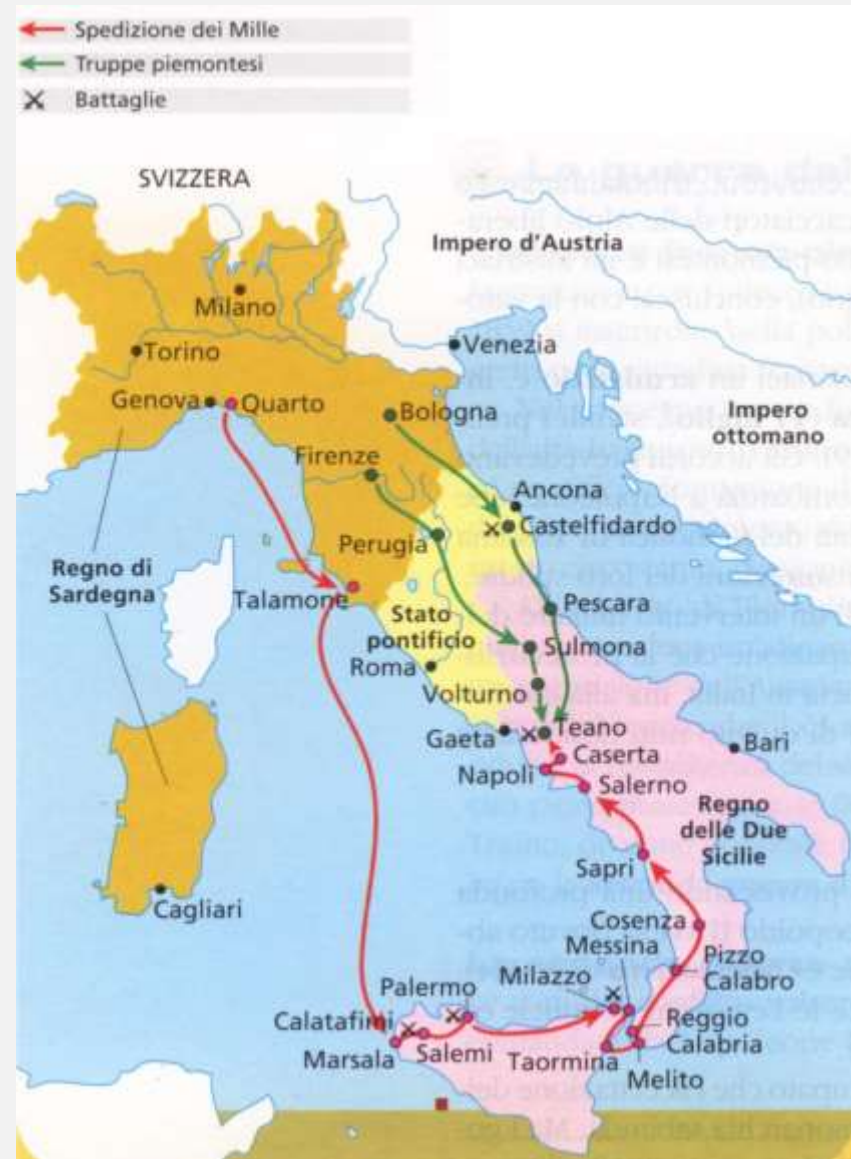 Spedizione dei Mille
Truppe piemontesi
Battaglie
SVIZZERA
Impero d'Austria
Milano
Venezia
Torino
Genova
Quarto
Bologna
Impero
ottomano
Firenze
Ancona
Castelfidardo
Perugia
Regno di
Sardegna
Talamone
Stato
pontificio
Pescara
Sulmona
Roma
Volturno
Teano
Gaeta
Caserta
Bari
Napoli
Salerno
Regno
delle Due
Sicilie
Sapri
Cagliari
Cosenza
Messina
Pizzo
Calabro
Milazzo
Palermo
Calatafimi
Reggio
Calabria
Marsala
Salemi
Taormina
Melito